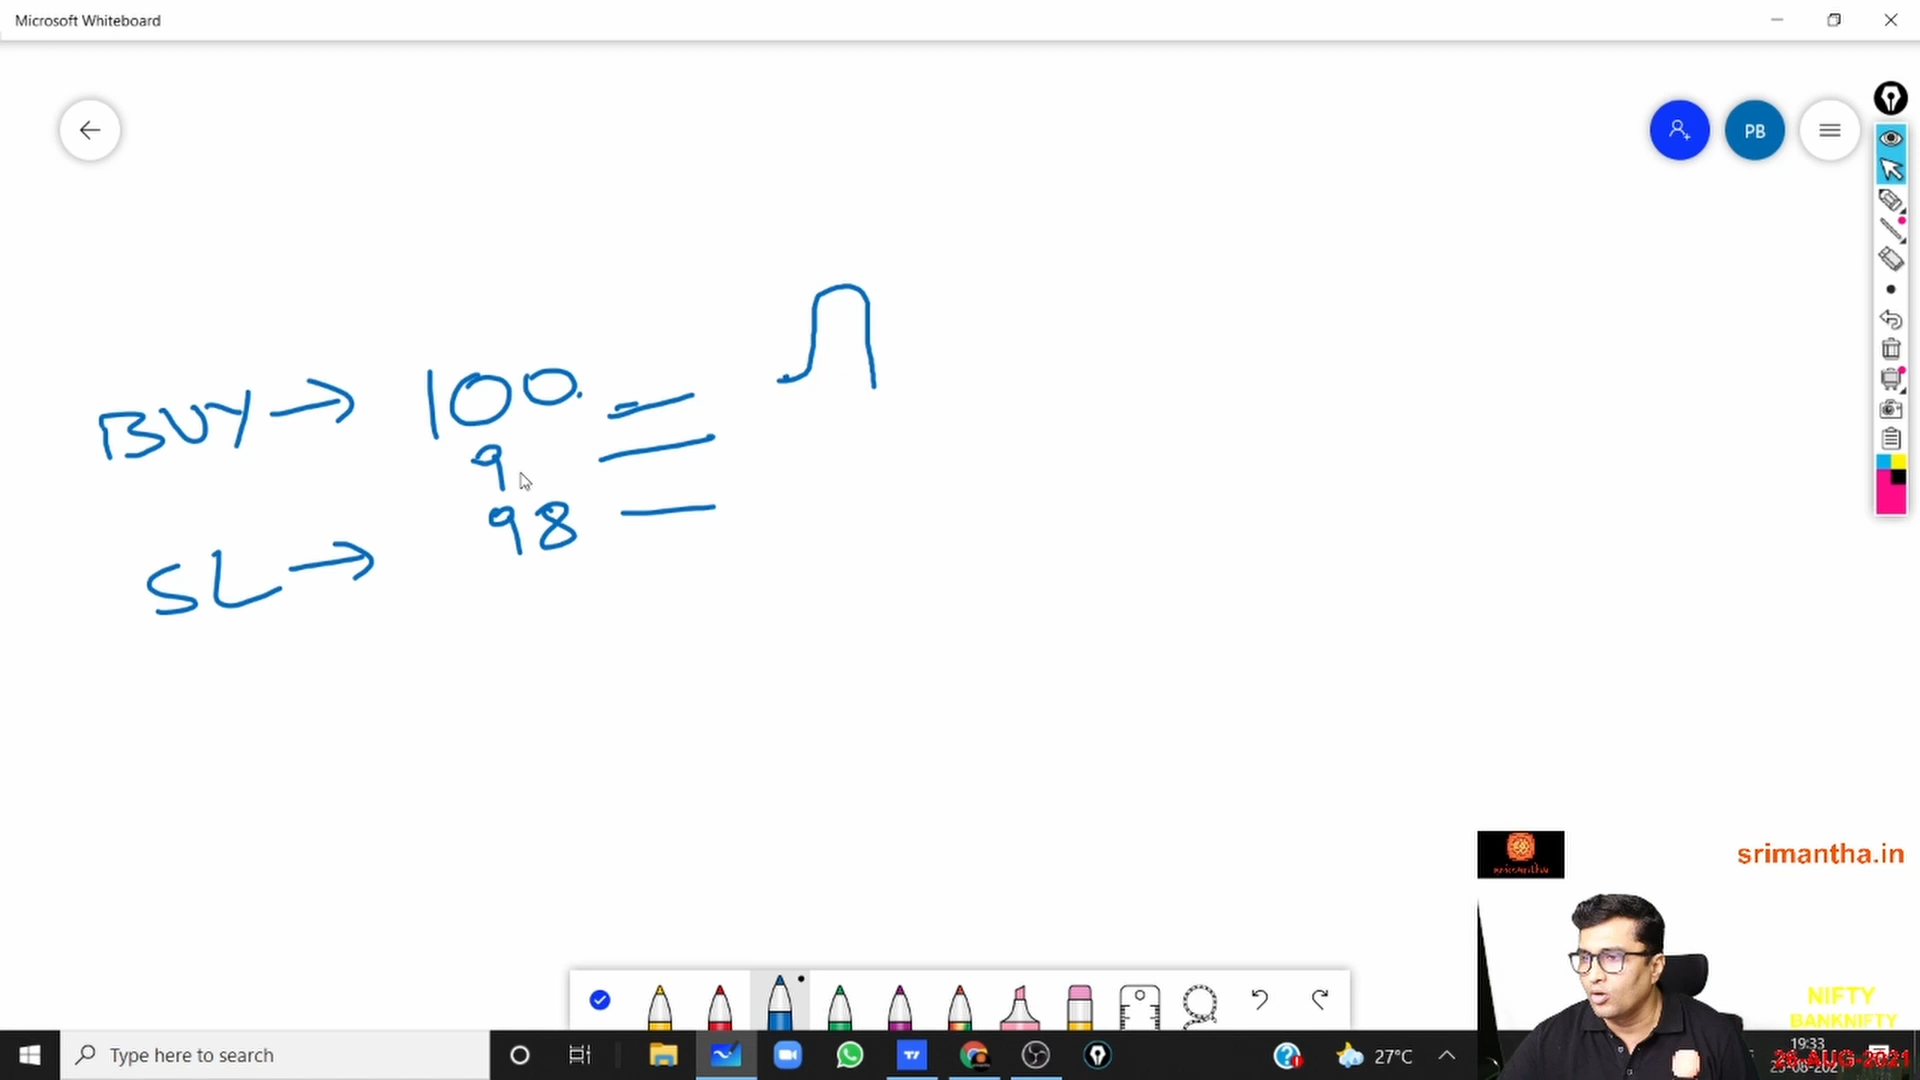 Microsoft Whiteboard
PB
BUY → 100.
9
98
SL →
srimantha.in
srimantha
NIFTY
BANKNIFTY
Type here to search
27°C
19:33